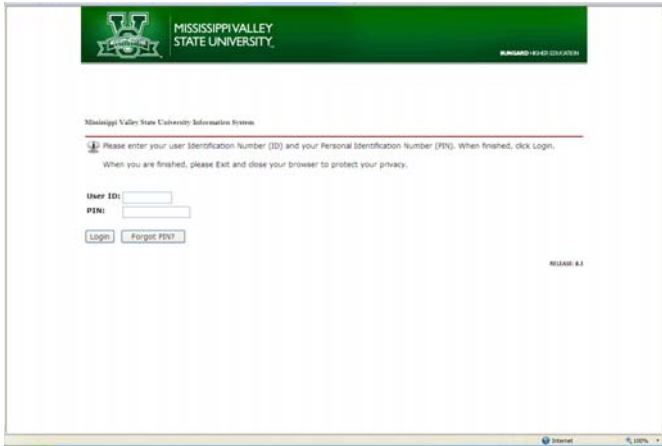 MISSISSIPPI VALLEY
STATE UNIVERSITY
SUNGARD HIGHER EDUCATION
Mississippi Valley State University Information System
Please enter your user Identification Number (ID) and your Personal Identification Number (PIN). When finished, click Login.
When you are finished, please Exit and close your browser to protect your privacy.
User ID:
PIN:
Login Forgot PIN?
RELEASE: 8.3
Internet 100%